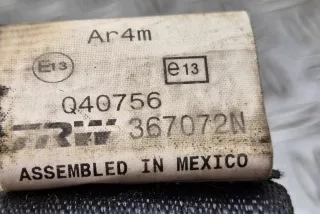 Ar4m
E13 e13
Q40756
TRW 367072N
ASSEMBLED IN MEXICO